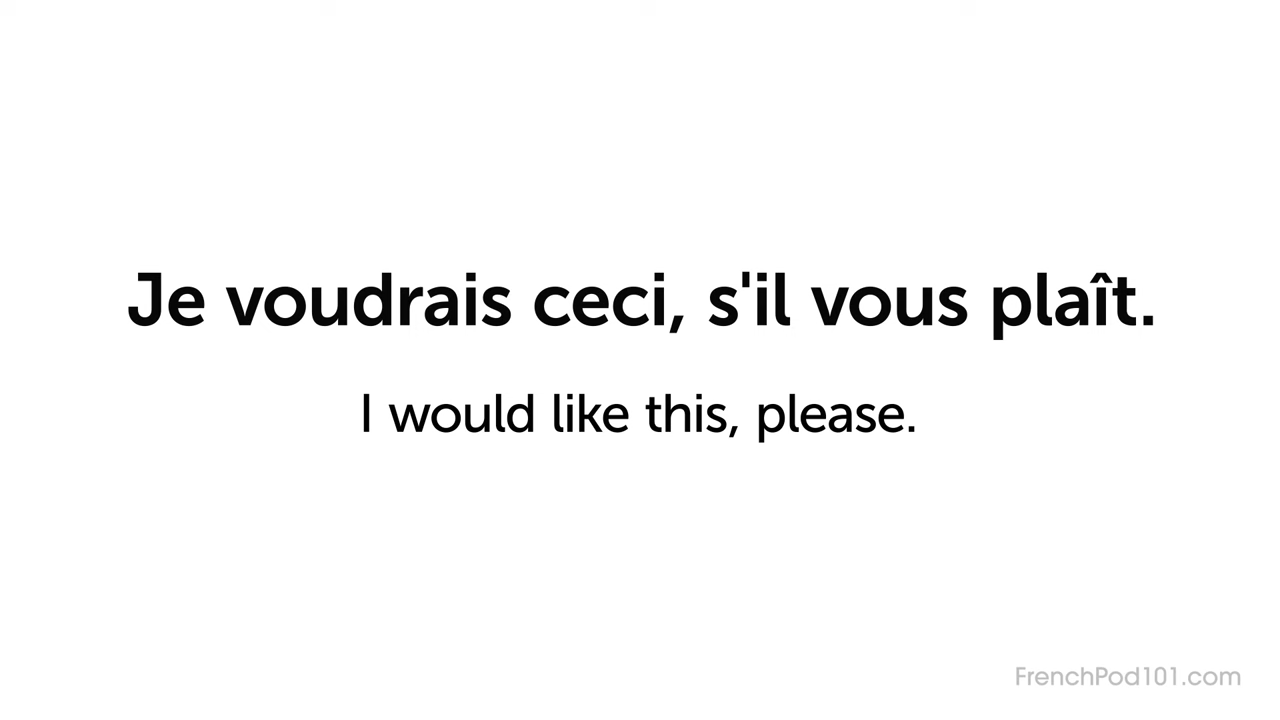 Je voudrais ceci, s'il vous plaît.
I would like this, please.
FrenchPod101.com